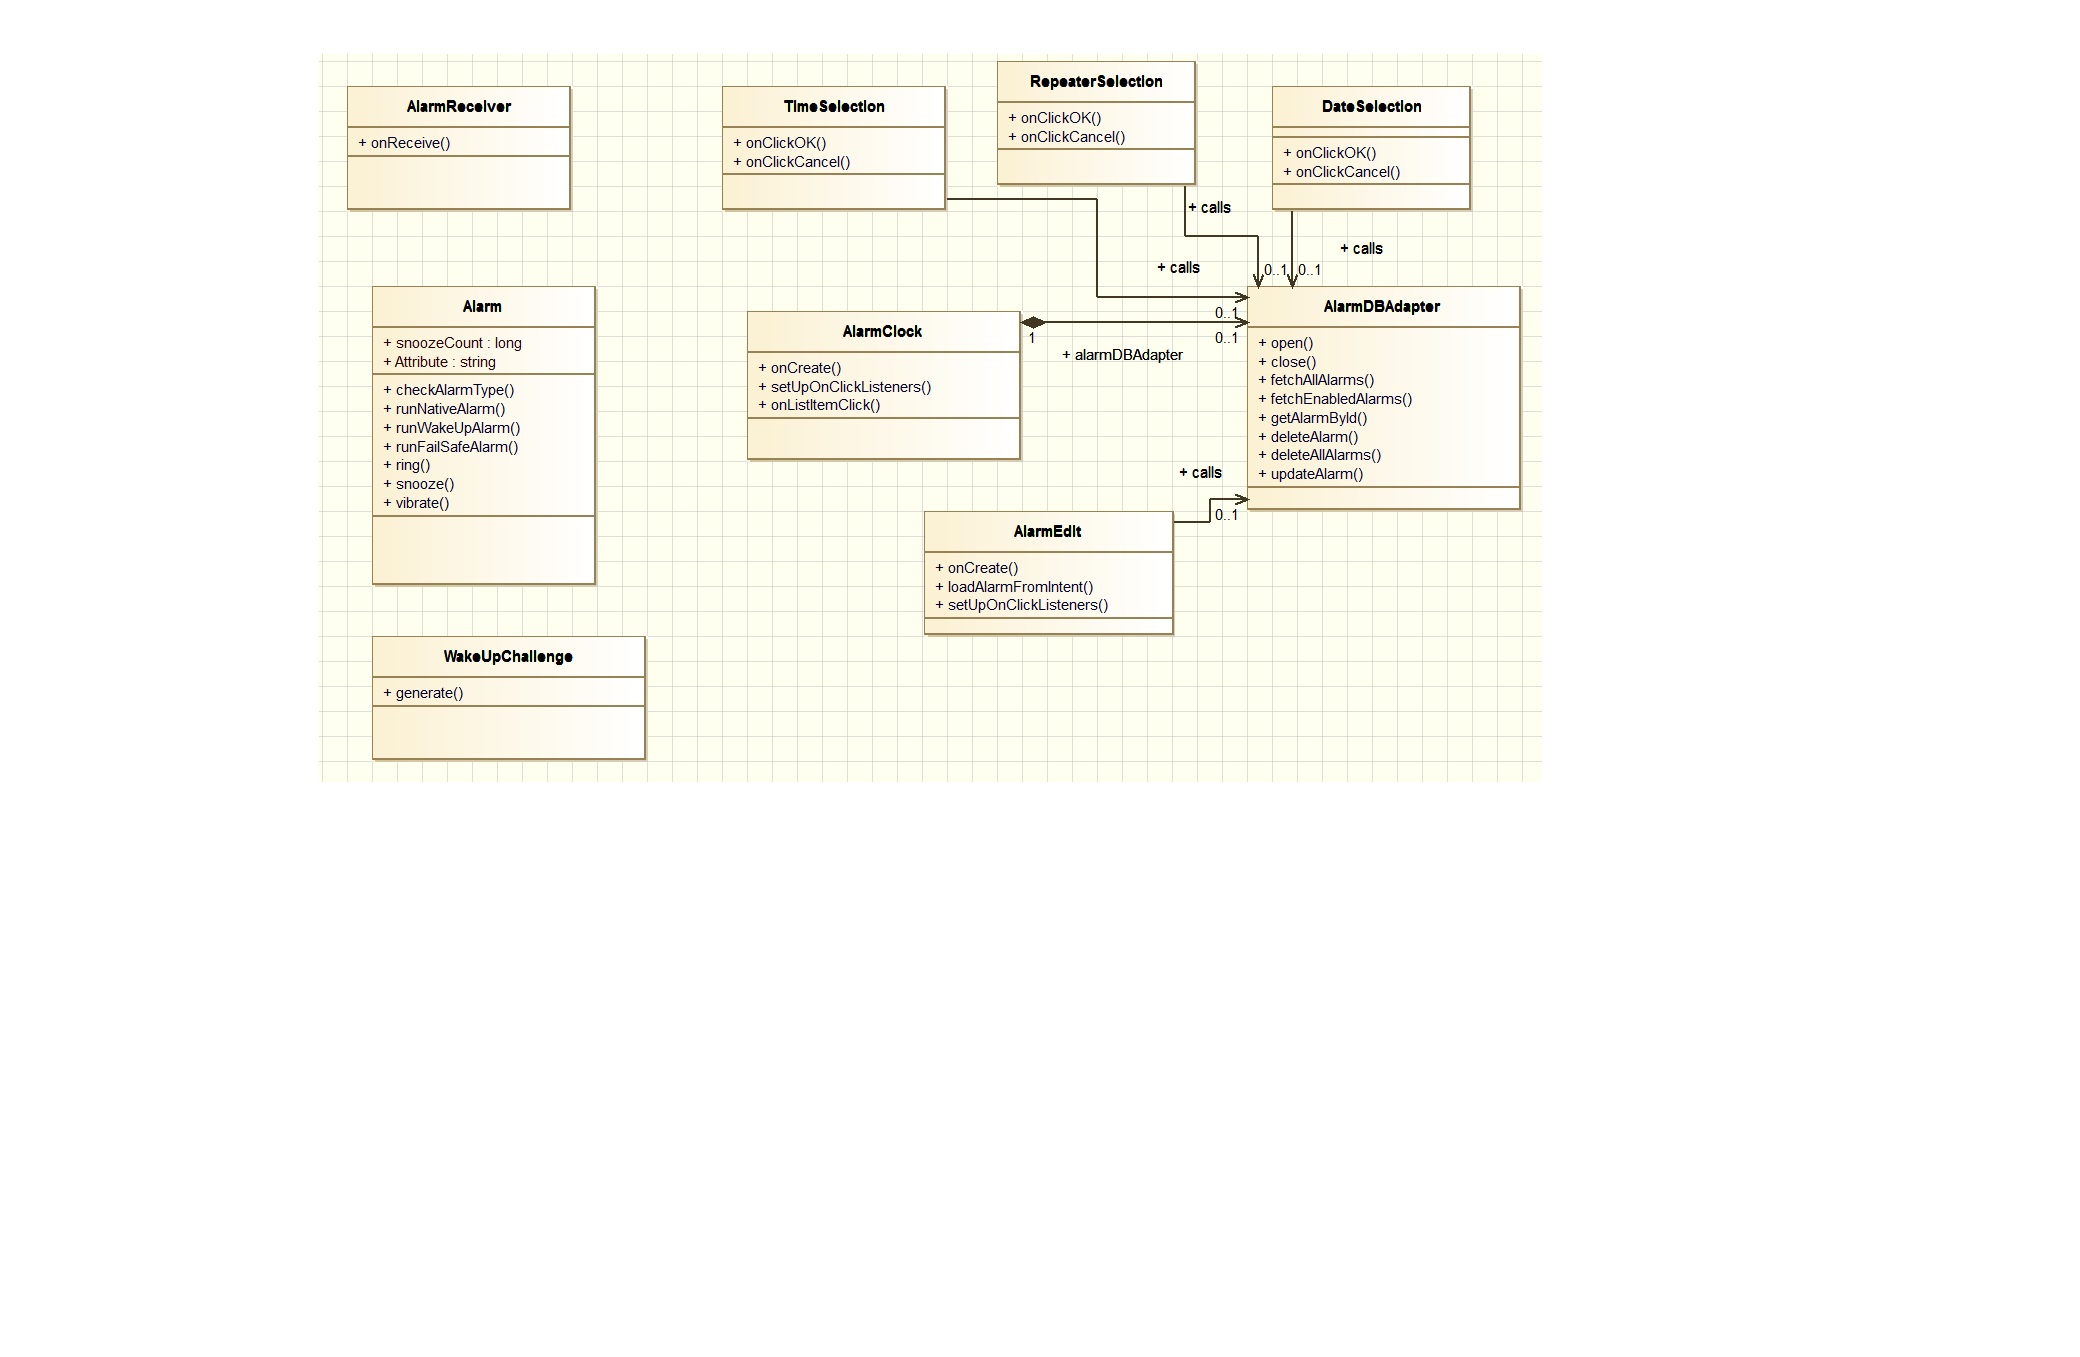 AlarmReceiver
+ onReceive()
TimeSelection
+ onClickOK()
+ onClickCancel()
RepeaterSelection
+ onClickOK()
+ onClickCancel()
DateSelection
+ onClickOK()
+ onClickCancel()
+ calls
+ calls
+ calls
0..1
0..1
0..1
Alarm
+ snoozeCount : long
+ Attribute : string
+ checkAlarmType()
+ runNativeAlarm()
+ runWakeUpAlarm()
+ runFailSafeAlarm()
+ ring()
+ snooze()
+ vibrate()
AlarmClock
+ onCreate()
+ setUpOnClickListeners()
+ onListItemClick()
1
0..1
+ alarmDBAdapter
AlarmDBAdapter
+ open()
+ close()
+ fetchAllAlarms()
+ fetchEnabledAlarms()
+ getAlarmById()
+ deleteAlarm()
+ deleteAllAlarms()
+ updateAlarm()
+ calls
0..1
AlarmEdit
+ onCreate()
+ loadAlarmFromIntent()
+ setUpOnClickListeners()
WakeUpChallenge
+ generate()